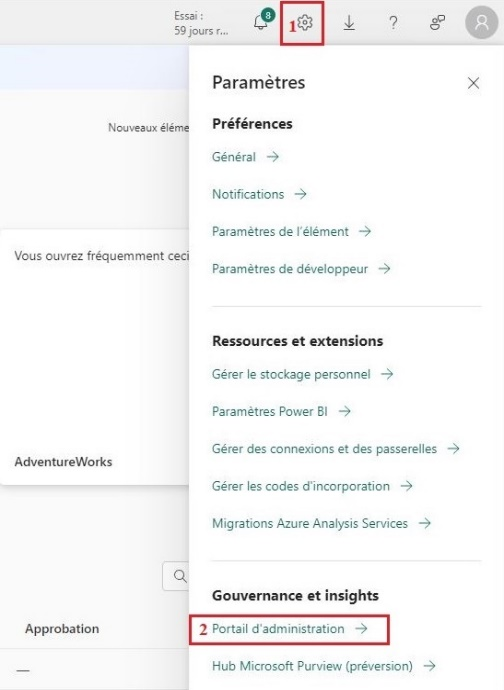 Essai :
59 jours r...
8
1
?
A
Paramètres
Préférences
Nouveaux éléme
Général
Notifications
Paramètres de l'élément
Vous ouvrez fréquemment ceci
Paramètres de développeur
Ressources et extensions
Gérer le stockage personnel
Paramètres Power BI
Gérer des connexions et des passerelles
AdventureWorks
Gérer les codes d'incorporation
Migrations Azure Analysis Services
Gouvernance et insights
Approbation
2 Portail d'administration
—
Hub Microsoft Purview (préversion)